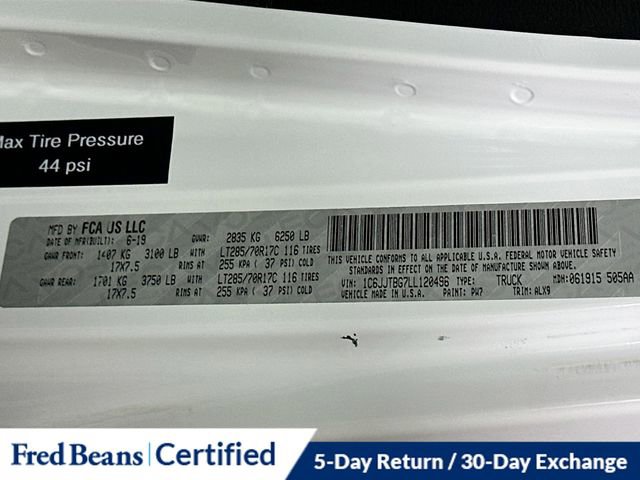 Max Tire Pressure
44 psi
MFD BY FCA US LLC
DATE OF MFR(BUILT): 6-19
GVWR: 2835 KG 6250 LB
GAWR FRONT: 1407 KG 3100 LB WITH LT285/70R17C 116 TIRES
17X7.5 RIMS AT 255 KPA ( 37 PSI) COLD
GAWR REAR: 1701 KG 3750 LB WITH LT285/70R17C 116 TIRES
17X7.5 RIMS AT 255 KPA ( 37 PSI) COLD
THIS VEHICLE CONFORMS TO ALL APPLICABLE U.S.A. FEDERAL MOTOR VEHICLE SAFETY
STANDARDS IN EFFECT ON THE DATE OF MANUFACTURE SHOWN ABOVE.
VIN: 1C6JJTBG7LL120496 TYPE: TRUCK MDH: 061915 505AA
MADE IN U.S.A. PAINT: PW7 TRIM: ALX9
Fred Beans Certified
5-Day Return / 30-Day Exchange